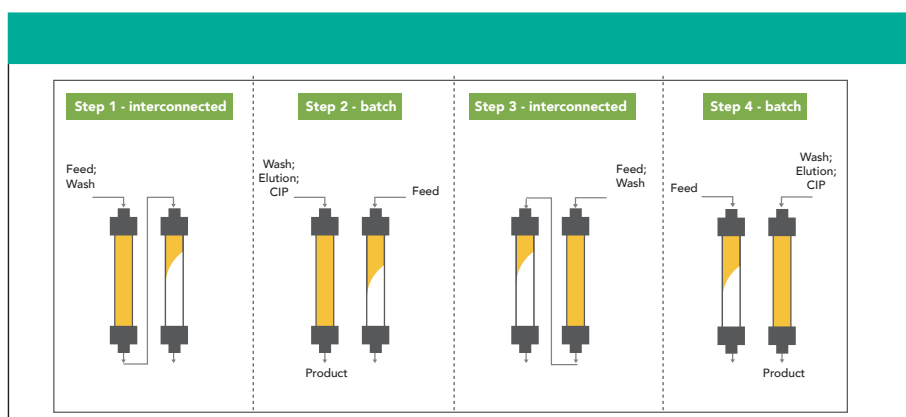 Step 1 - interconnected
Feed;
Wash
Step 2 - batch
Wash;
Elution;
CIP
Feed
Product
Step 3 - interconnected
Feed;
Wash
Step 4 - batch
Feed
Wash;
Elution;
CIP
Product